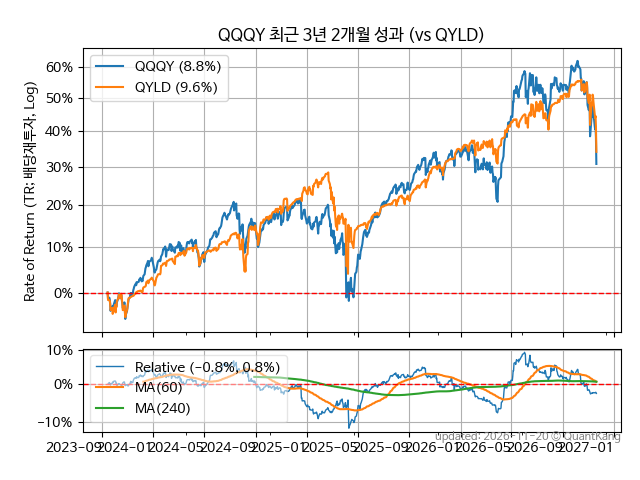 QQQY 최근 3년 2개월 성과 (vs QYLD)
Rate of Return (TR: 배당재투자, Log)
60%
50%
40%
30%
20%
10%
0%
QQQY (8.8%)
QYLD (9.6%)
10%
0%
−10%
Relative (−0.8%, 0.8%)
MA(60)
MA(240)
2023-09
2024-01
2024-05
2024-09
2025-01
2025-05
2025-09
2026-01
2026-05
2026-09
2027-01
updated: 2026-11-20 © QuantKang